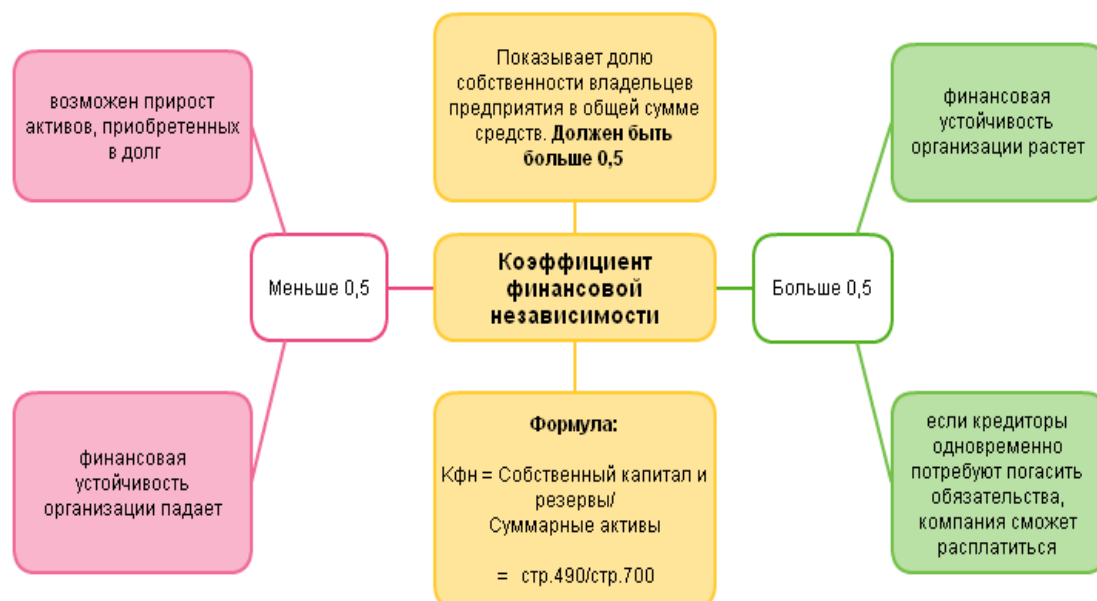 возможен прирост
активов, приобретенных
в долг
Показывает долю
собственности владельцев
предприятия в общей сумме
средств. Должен быть
больше 0,5
финансовая
устойчивость
организации растет
Меньше 0,5
Коэффициент
финансовой
независимости
Больше 0,5
финансовая
устойчивость
организации падает
Формула:
Кфн = Собственный капитал и
резервы/
Суммарные активы
= стр.490/стр.700
если кредиторы
одновременно
потребуют погасить
обязательства,
компания сможет
расплатиться